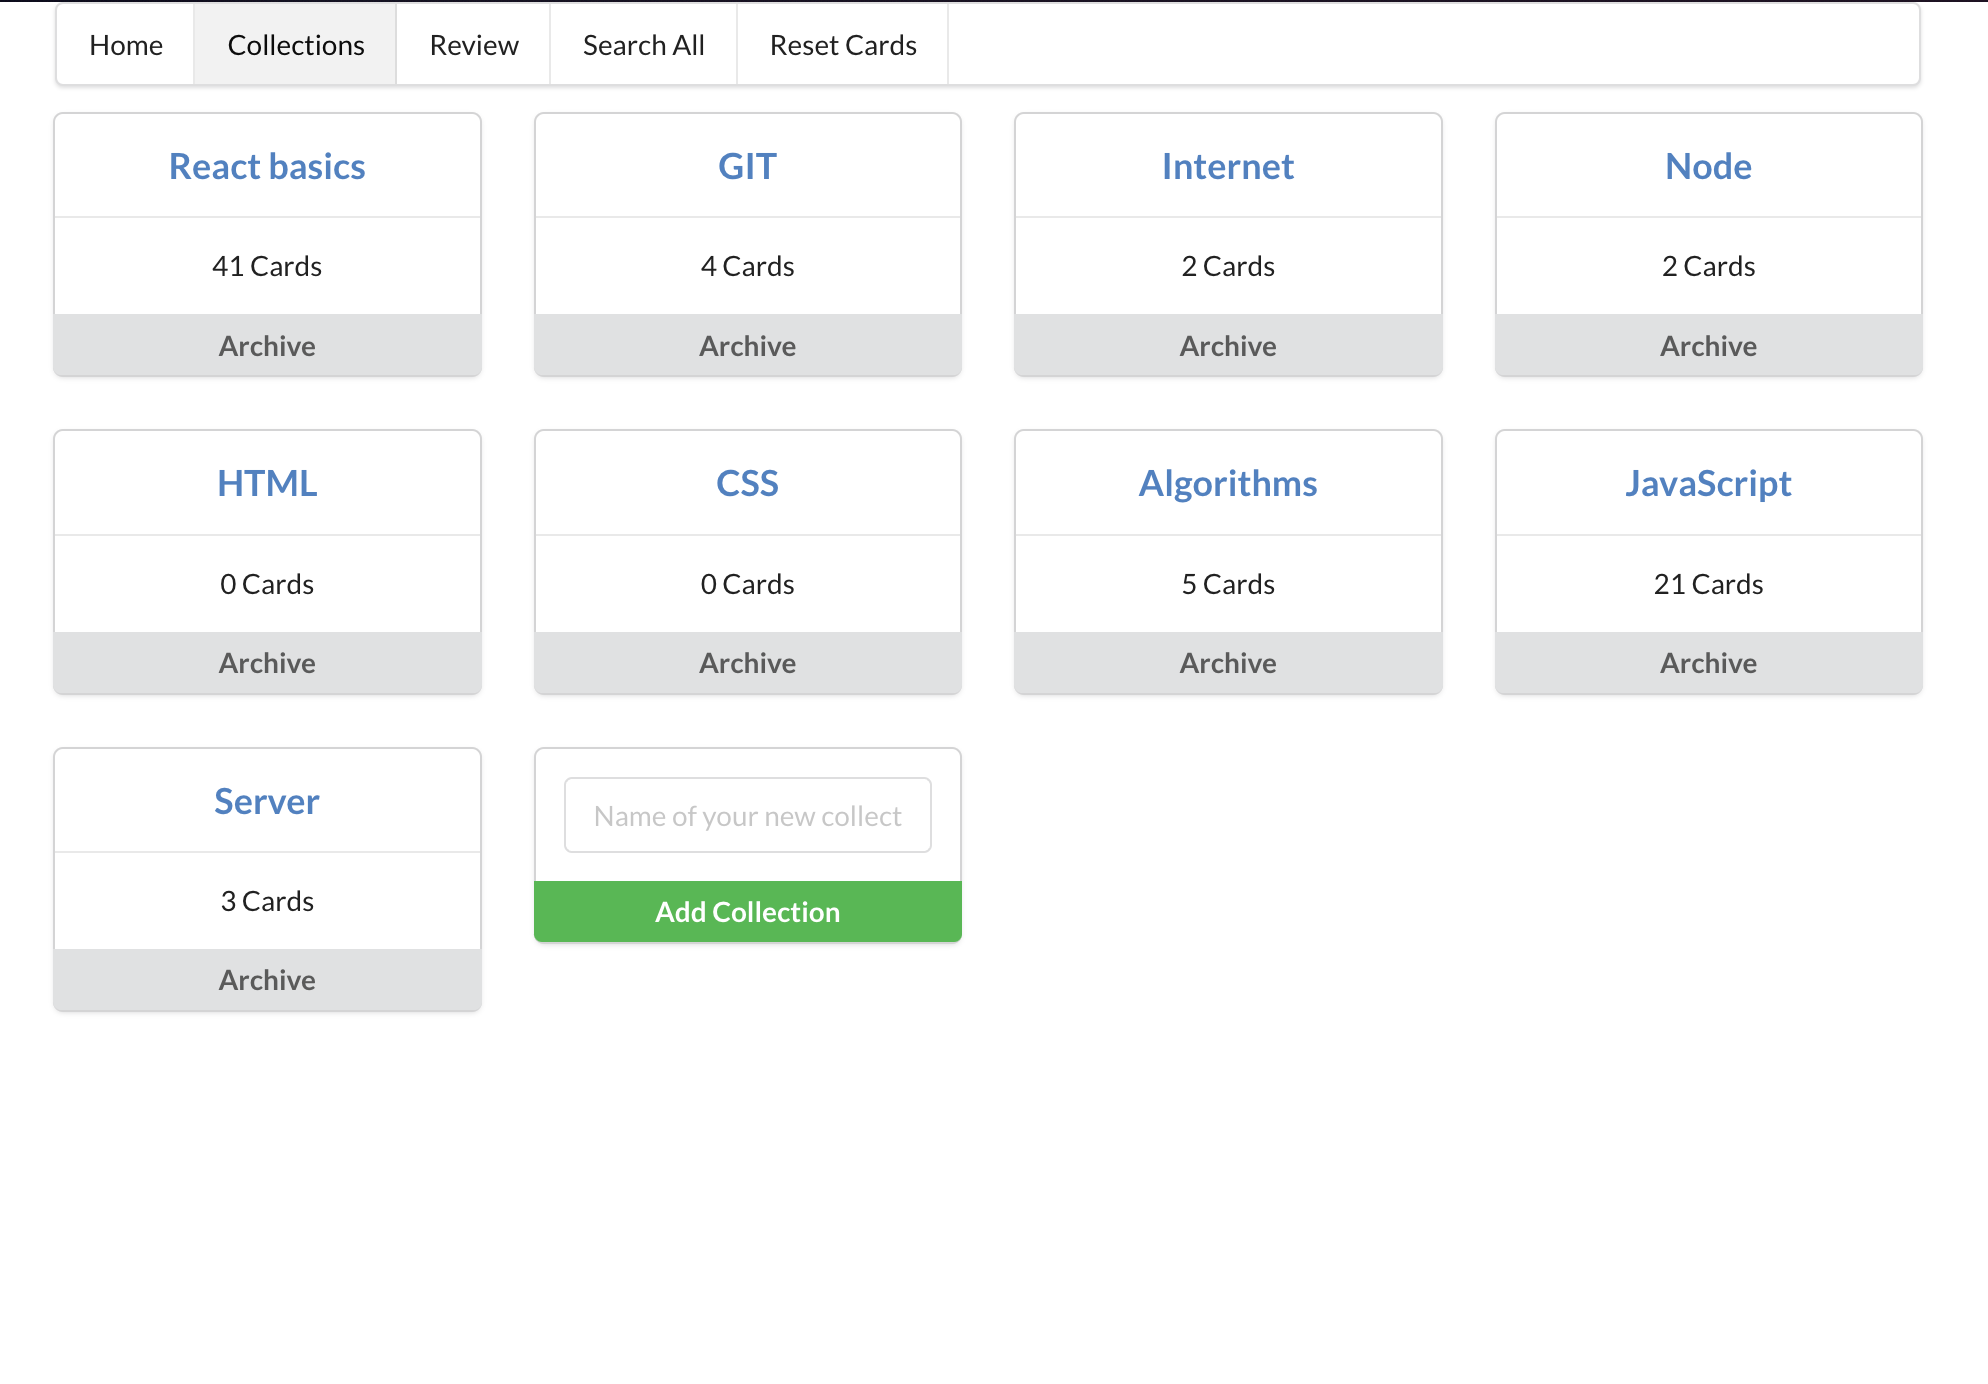 Home Collections Review Search All Reset Cards
React basics
41 Cards
Archive
GIT
4 Cards
Archive
Internet
2 Cards
Archive
Node
2 Cards
Archive
HTML
0 Cards
Archive
CSS
0 Cards
Archive
Algorithms
5 Cards
Archive
JavaScript
21 Cards
Archive
Server
3 Cards
Archive
Name of your new collect
Add Collection